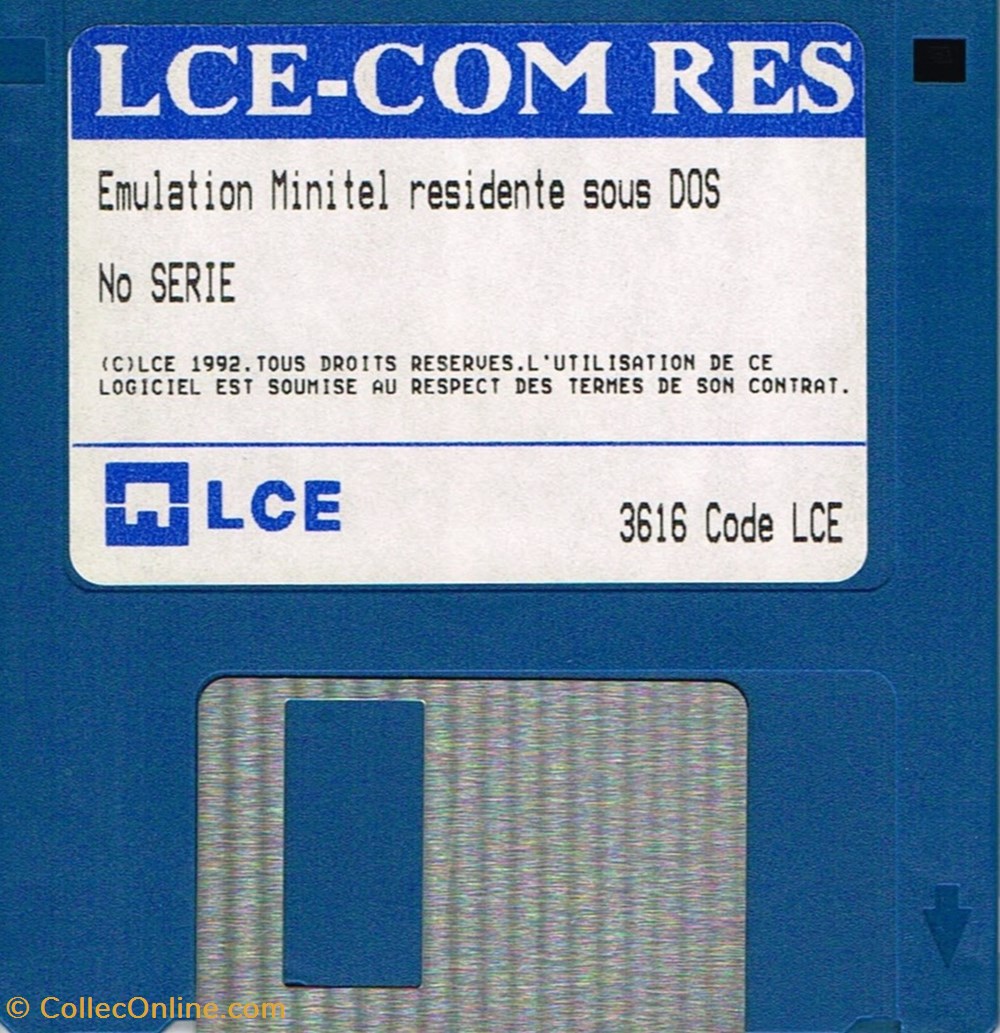 LCE-COM RES
Emulation Minitel residente sous DOS
No SERIE
(C)LCE 1992.TOUS DROITS RESERVES.L'UTILISATION DE CE
LOGICIEL EST SOUMISE AU RESPECT DES TERMES DE SON CONTRAT.
LCE
3616 Code LCE
© CollecOnline.com